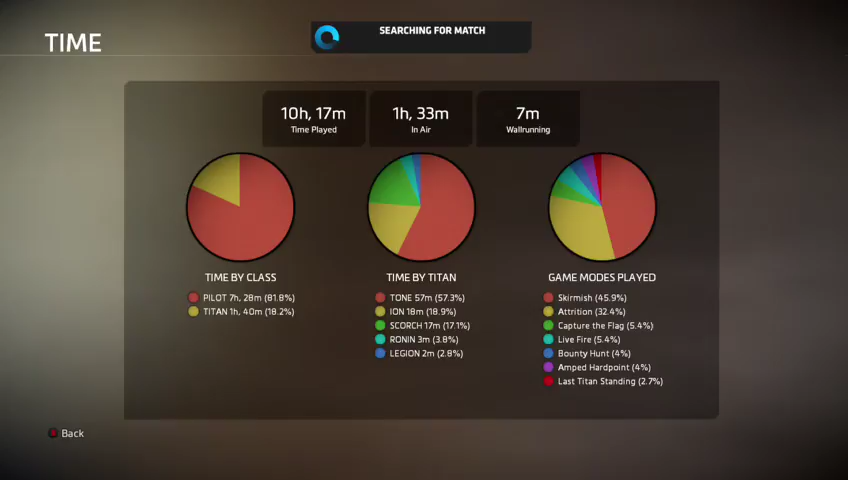 TIME
SEARCHING FOR MATCH
10h, 17m
Time Played
1h, 33m
In Air
7m
Wallrunning
TIME BY CLASS
PILOT 7h, 28m (81.8%)
TITAN 1h, 40m (18.2%)
TIME BY TITAN
TONE 57m (57.3%)
ION 18m (18.9%)
SCORCH 17m (17.1%)
RONIN 3m (3.8%)
LEGION 2m (2.8%)
GAME MODES PLAYED
Skirmish (45.9%)
Attrition (32.4%)
Capture the Flag (5.4%)
Live Fire (5.4%)
Bounty Hunt (4%)
Amped Hardpoint (4%)
Last Titan Standing (2.7%)
Back